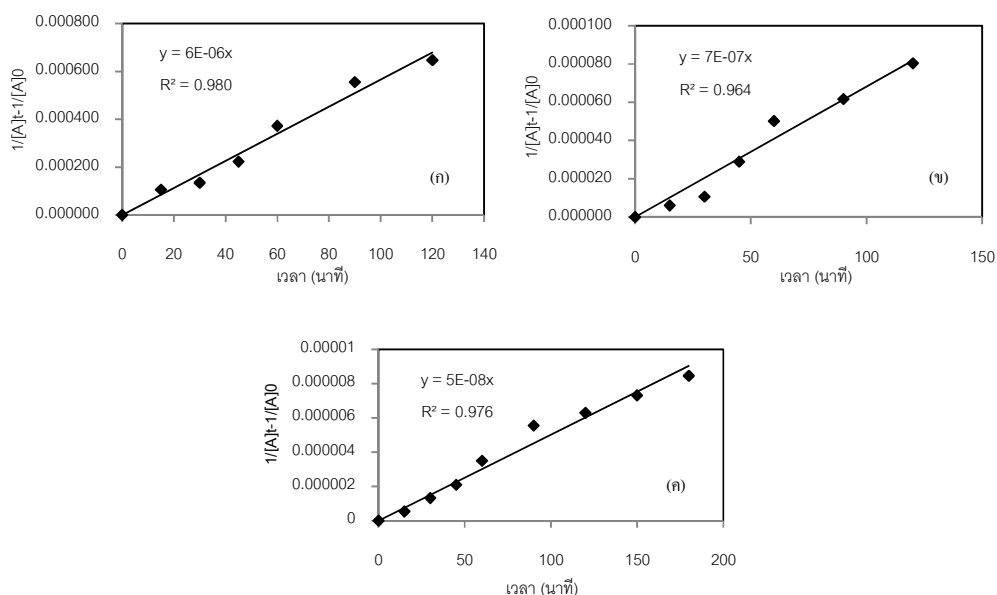 0.000800
0.000600
0.000400
0.000200
0.000000
1/[A]t-1/[A]0
y = 6E-06x
R² = 0.980
(ก)
0 20 40 60 80 100 120 140
เวลา (นาที)
0.000100
0.000080
0.000060
0.000040
0.000020
0.000000
1/[A]t-1/[A]0
y = 7E-07x
R² = 0.964
(ข)
0 50 100 150
เวลา (นาที)
0.00001
0.000008
0.000006
0.000004
0.000002
0
1/[A]t-1/[A]0
y = 5E-08x
R² = 0.976
(ค)
0 50 100 150 200
เวลา (นาที)